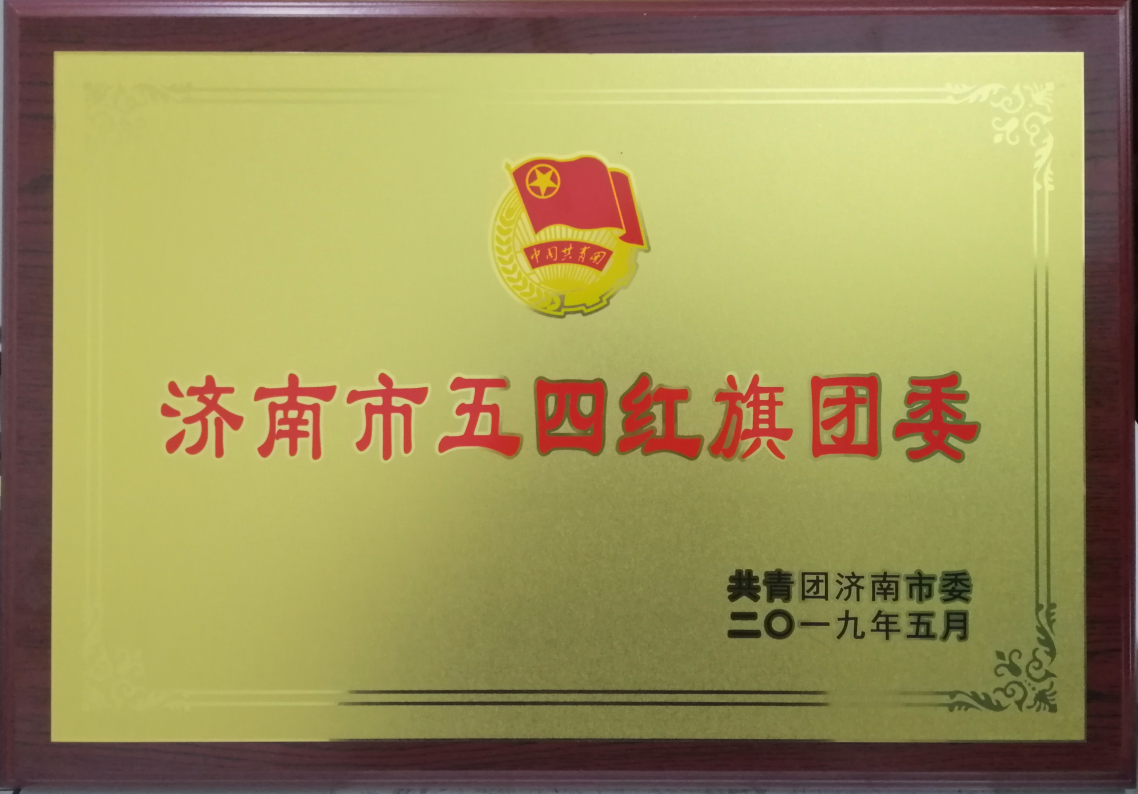 中国共青团
济南市五四红旗团委
共青团济南市委
二〇一九年五月